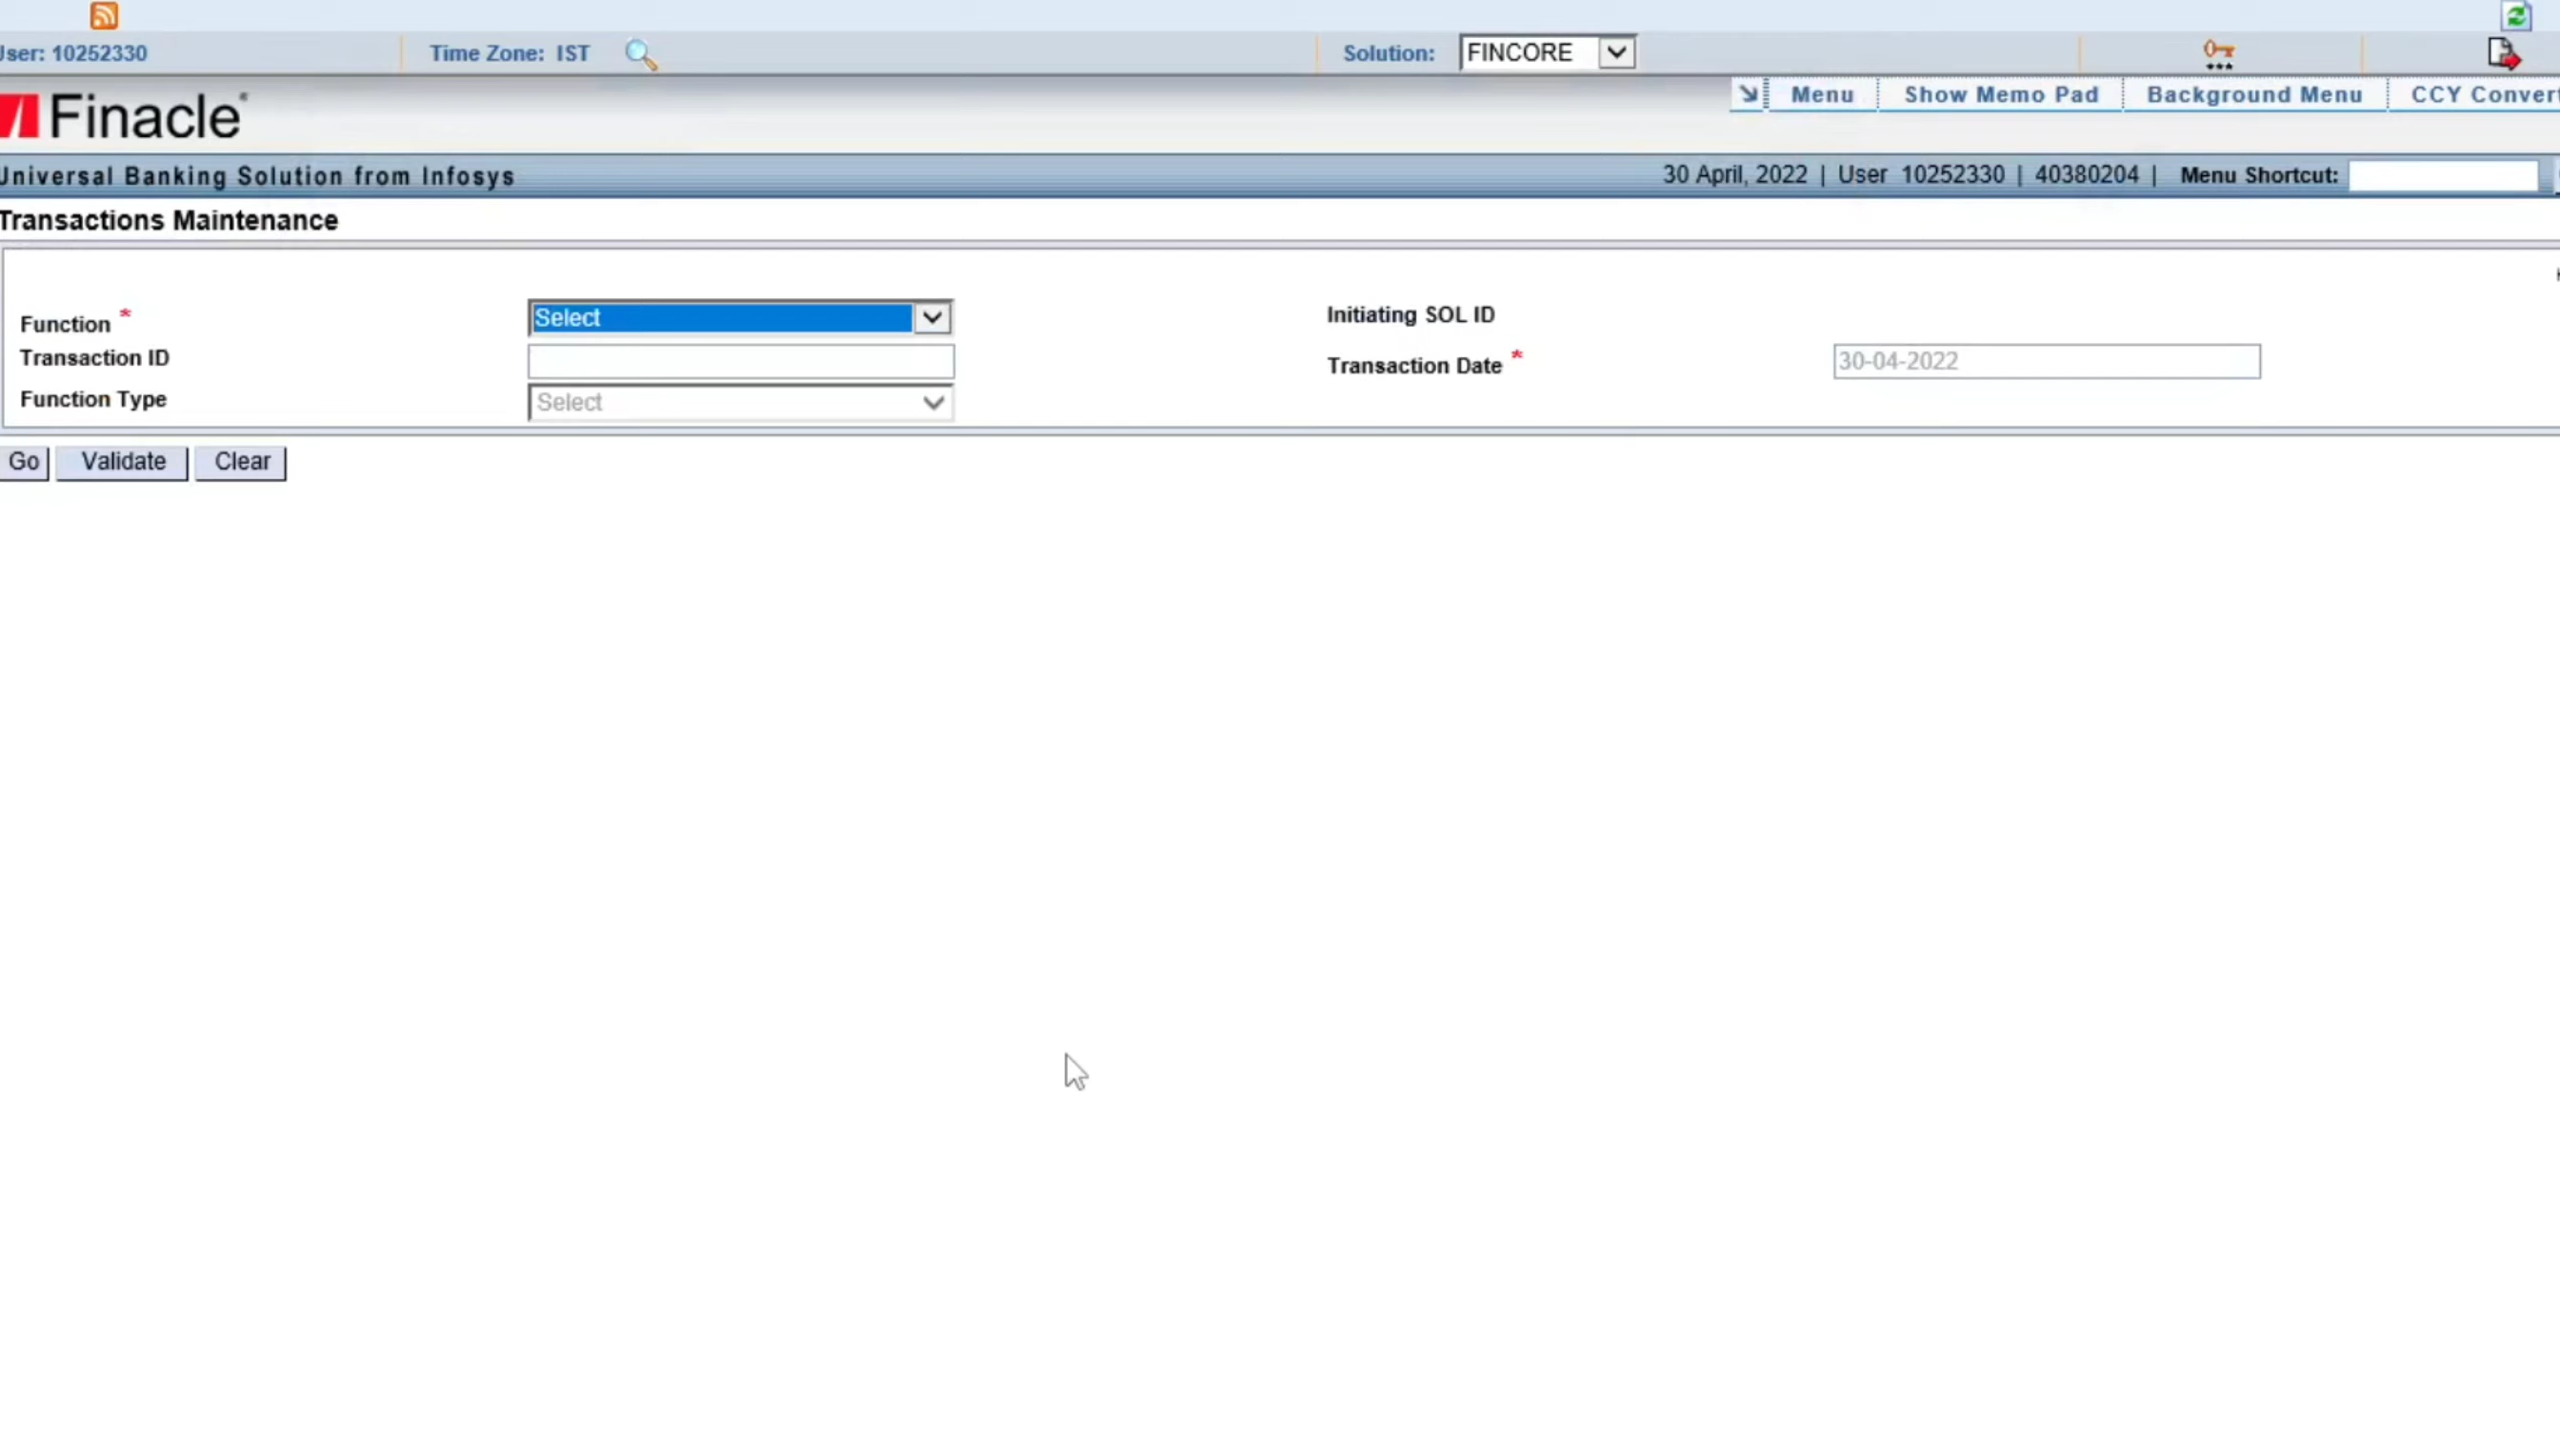 User: 10252330 Time Zone: IST Solution: FINCORE
Finacle Menu Show Memo Pad Background Menu CCY Convert
Universal Banking Solution from Infosys 30 April, 2022 | User 10252330 | 40380204 | Menu Shortcut:
Transactions Maintenance
Function * Select Initiating SOL ID
Transaction ID Transaction Date * 30-04-2022
Function Type Select
Go Validate Clear